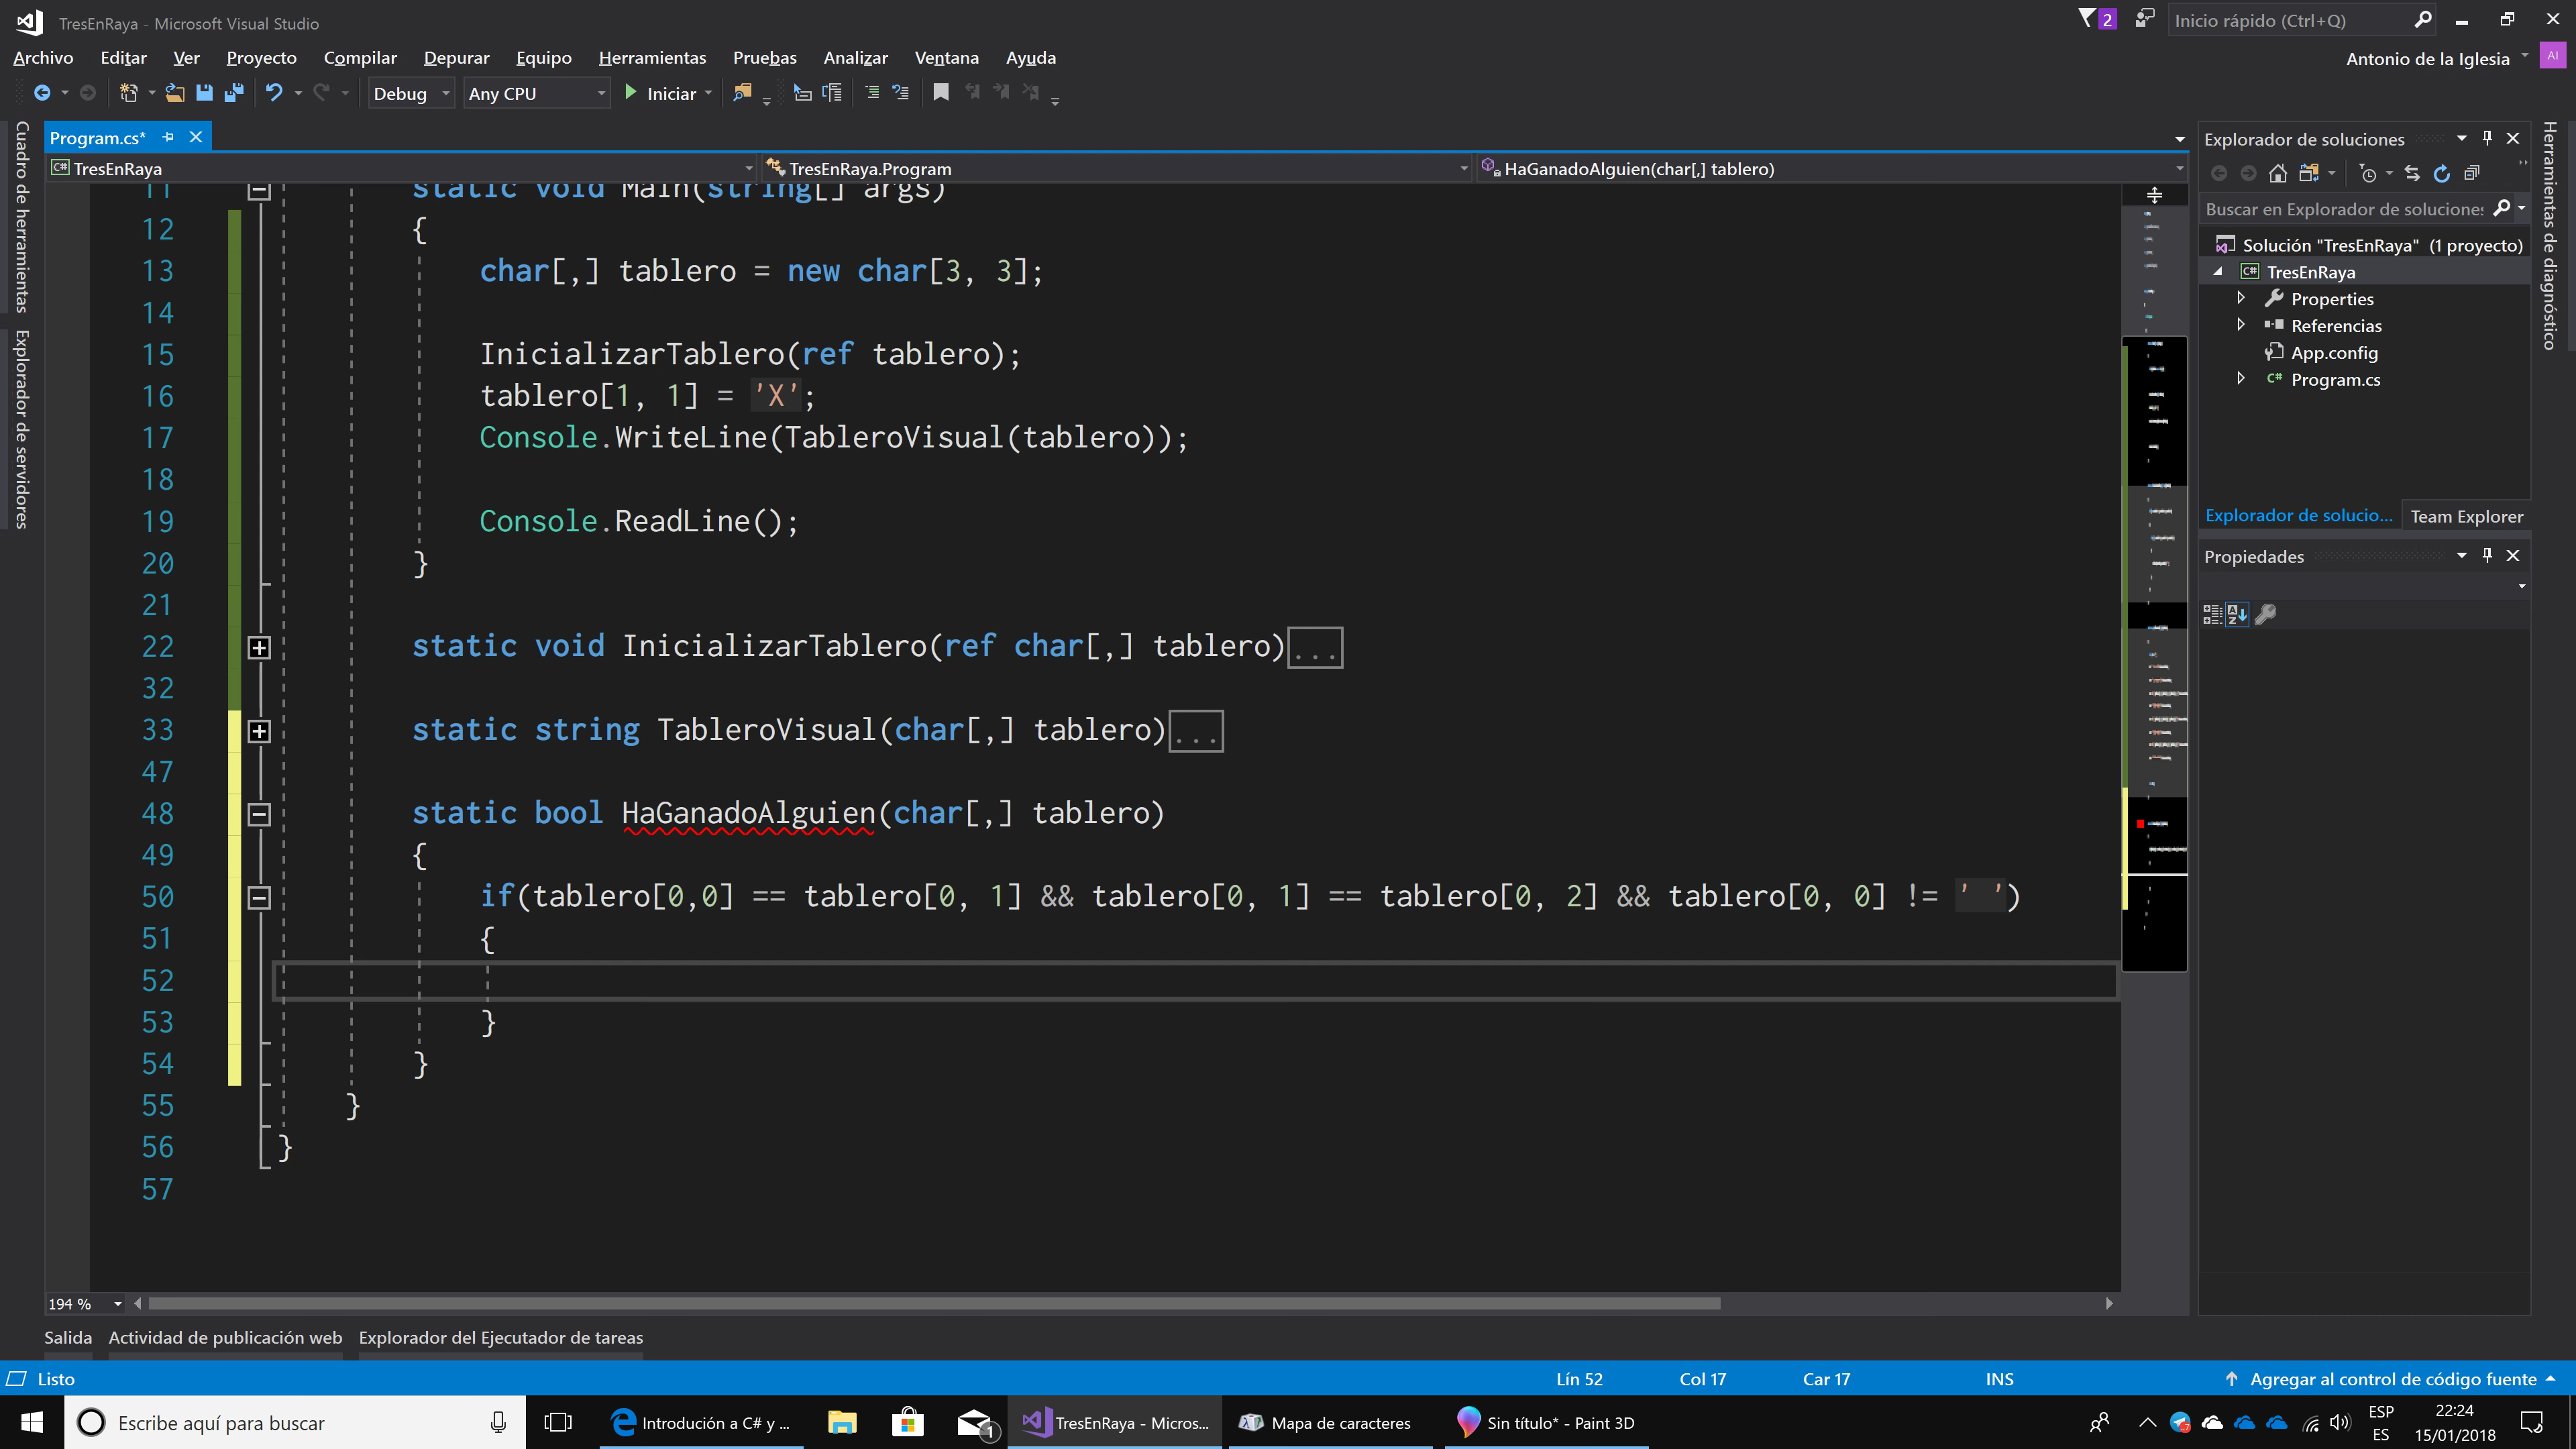 TresEnRaya - Microsoft Visual Studio
2
Inicio rápido (Ctrl+Q)
Archivo Editar Ver Proyecto Compilar Depurar Equipo Herramientas Pruebas Analizar Ventana Ayuda
Antonio de la Iglesia AI
Debug Any CPU Iniciar
Cuadro de herramientas
Explorador de servidores
Program.cs*
TresEnRaya TresEnRaya.Program HaGanadoAlguien(char[,] tablero)
11 static void Main(string[] args)
12 {
13 char[,] tablero = new char[3, 3];
14
15 InicializarTablero(ref tablero);
16 tablero[1, 1] = 'X';
17 Console.WriteLine(TableroVisual(tablero));
18
19 Console.ReadLine();
20 }
21
22 static void InicializarTablero(ref char[,] tablero)...
32
33 static string TableroVisual(char[,] tablero)...
47
48 static bool HaGanadoAlguien(char[,] tablero)
49 {
50 if(tablero[0,0] == tablero[0, 1] && tablero[0, 1] == tablero[0, 2] && tablero[0, 0] != ' ')
51 {
52
53 }
54 }
55 }
56 }
57
194 %
Explorador de soluciones
Buscar en Explorador de soluciones
Solución "TresEnRaya" (1 proyecto)
C# TresEnRaya
Properties
Referencias
App.config
C# Program.cs
Explorador de solucio... Team Explorer
Propiedades
Herramientas de diagnóstico
Salida Actividad de publicación web Explorador del Ejecutador de tareas
Listo Lín 52 Col 17 Car 17 INS Agregar al control de código fuente
Escribe aquí para buscar
Introdución a C# y ...
1
TresEnRaya - Micros...
Mapa de caracteres
Sin título* - Paint 3D
ESP
ES
22:24
15/01/2018